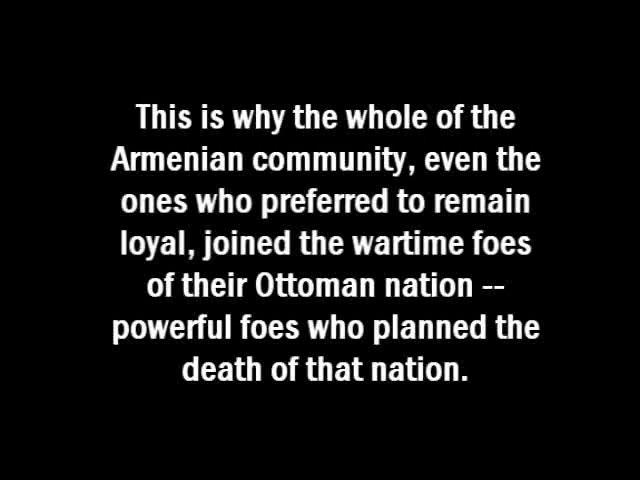 This is why the whole of the
Armenian community, even the
ones who preferred to remain
loyal, joined the wartime foes
of their Ottoman nation --
powerful foes who planned the
death of that nation.